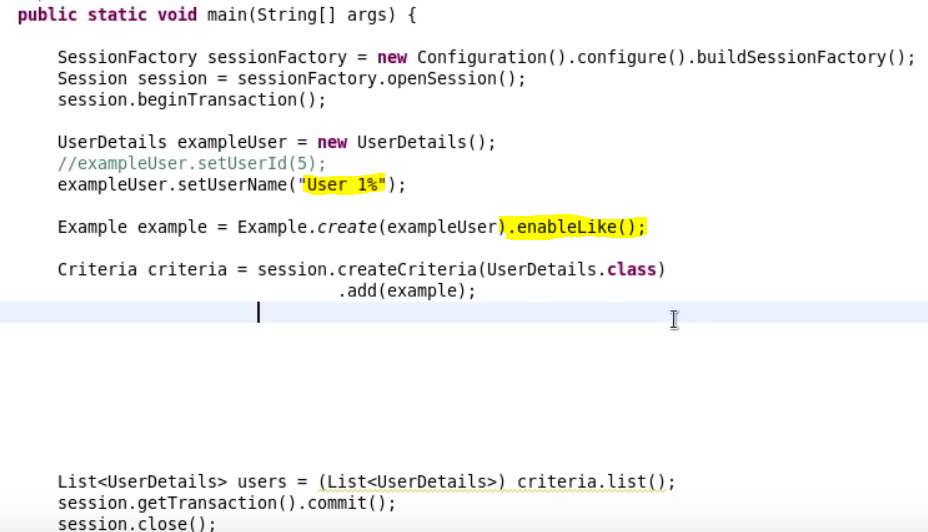 public static void main(String[] args) {
SessionFactory sessionFactory = new Configuration().configure().buildSessionFactory();
Session session = sessionFactory.openSession();
session.beginTransaction();
UserDetails exampleUser = new UserDetails();
//exampleUser.setUserId(5);
exampleUser.setUserName("User 1%");
Example example = Example.create(exampleUser).enableLike();
Criteria criteria = session.createCriteria(UserDetails.class)
.add(example);
List<UserDetails> users = (List<UserDetails>) criteria.list();
session.getTransaction().commit();
session.close();